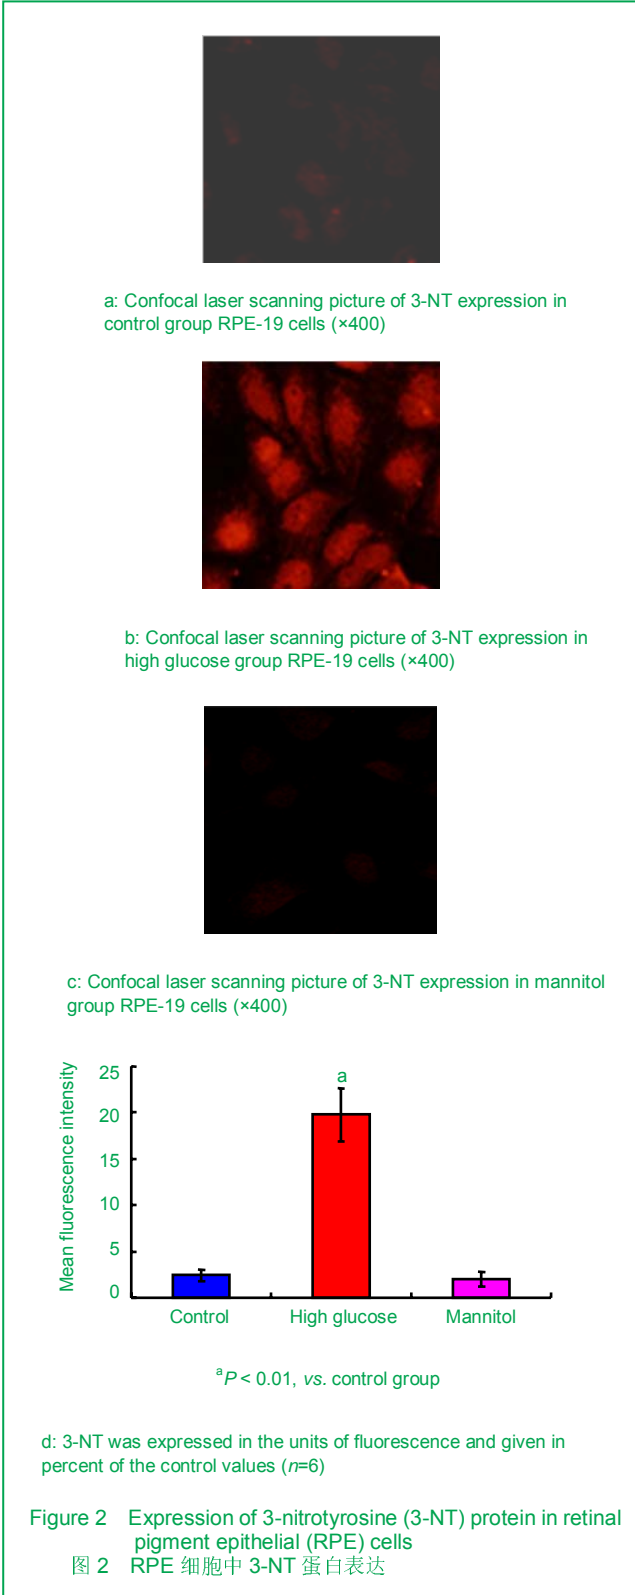 a: Confocal laser scanning picture of 3-NT expression in
control group RPE-19 cells (×400)
b: Confocal laser scanning picture of 3-NT expression in
high glucose group RPE-19 cells (×400)
c: Confocal laser scanning picture of 3-NT expression in mannitol
group RPE-19 cells (×400)
Mean fluorescence intensity
25
20
15
10
5
0
a
Control High glucose Mannitol
ᵃP < 0.01, vs. control group
d: 3-NT was expressed in the units of fluorescence and given in
percent of the control values (n=6)
Figure 2 Expression of 3-nitrotyrosine (3-NT) protein in retinal
pigment epithelial (RPE) cells
图 2 RPE 细胞中 3-NT 蛋白表达